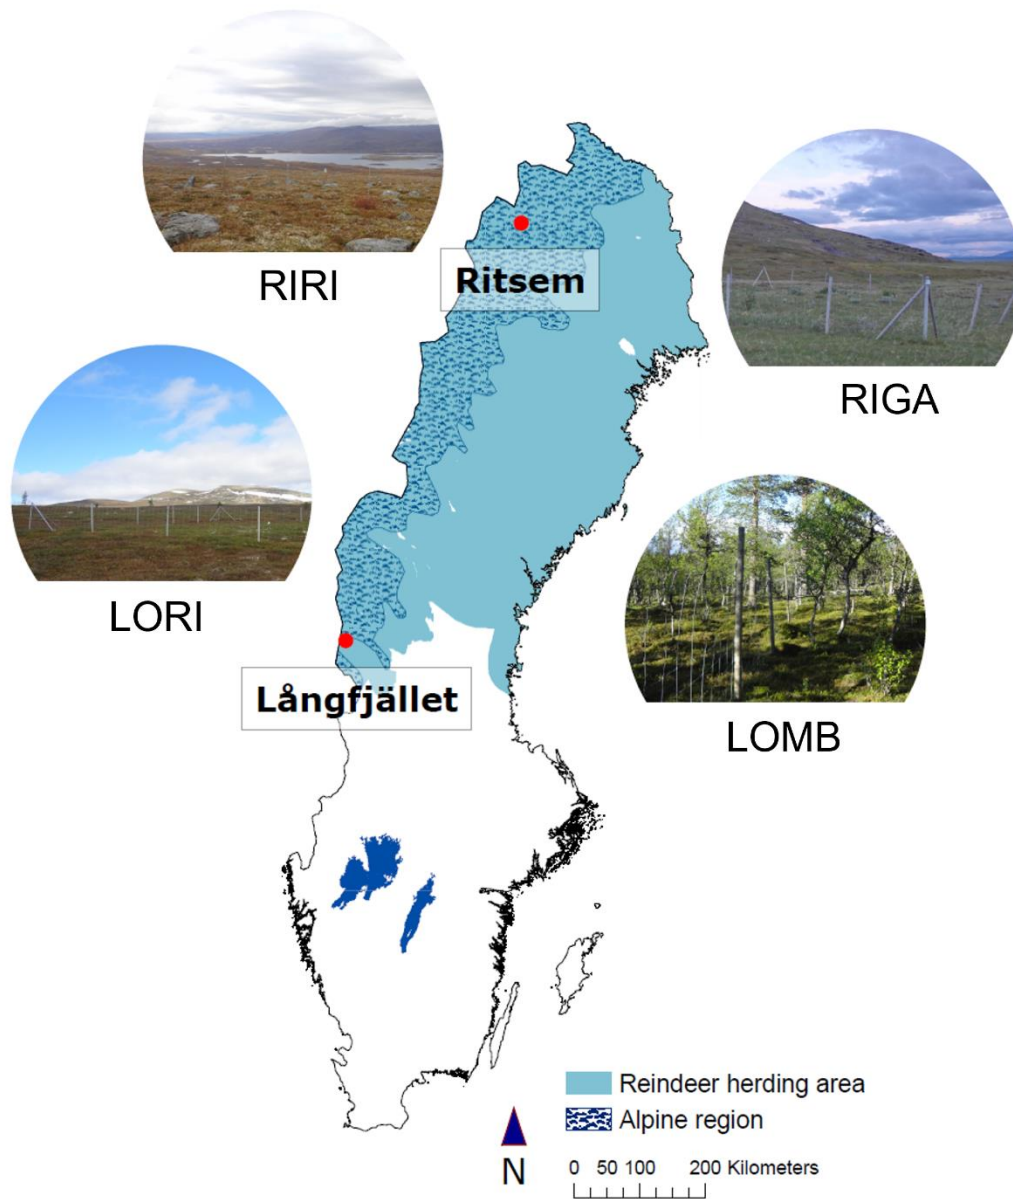 RIRI
Ritsem
RIGA
LORI
Långfjället
LOMB
Reindeer herding area
Alpine region
N
0 50 100 200 Kilometers